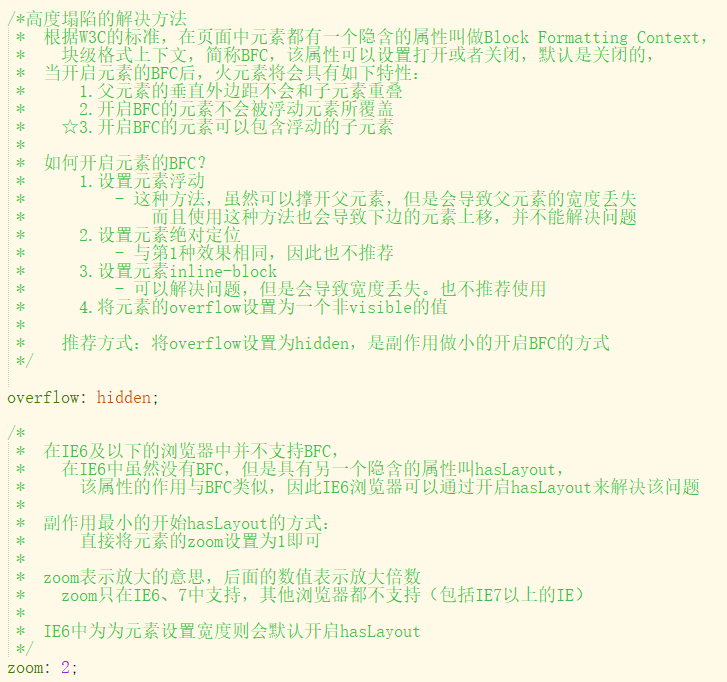 /*高度塌陷的解决方法
 *  根据W3C的标准，在页面中元素都有一个隐含的属性叫做Block Formatting Context，
 *    块级格式上下文，简称BFC，该属性可以设置打开或者关闭，默认是关闭的，
 *  当开启元素的BFC后，火元素将会具有如下特性：
 *      1.父元素的垂直外边距不会和子元素重叠
 *      2.开启BFC的元素不会被浮动元素所覆盖
 *    ☆3.开启BFC的元素可以包含浮动的子元素
 *
 *  如何开启元素的BFC?
 *      1.设置元素浮动
 *          - 这种方法，虽然可以撑开父元素，但是会导致父元素的宽度丢失
 *              而且使用这种方法也会导致下边的元素上移，并不能解决问题
 *      2.设置元素绝对定位
 *          - 与第1种效果相同，因此也不推荐
 *      3.设置元素inline-block
 *          - 可以解决问题，但是会导致宽度丢失。也不推荐使用
 *      4.将元素的overflow设置为一个非visible的值
 *
 *    推荐方式：将overflow设置为hidden，是副作用做小的开启BFC的方式
 */
overflow: hidden;
/*
 *  在IE6及以下的浏览器中并不支持BFC，
 *    在IE6中虽然没有BFC，但是具有另一个隐含的属性叫hasLayout，
 *      该属性的作用与BFC类似，因此IE6浏览器可以通过开启hasLayout来解决该问题
 *
 *  副作用最小的开始hasLayout的方式：
 *      直接将元素的zoom设置为1即可
 *
 *  zoom表示放大的意思，后面的数值表示放大倍数
 *    zoom只在IE6、7中支持，其他浏览器都不支持（包括IE7以上的IE）
 *
 *  IE6中为为元素设置宽度则会默认开启hasLayout
 */
zoom: 2;